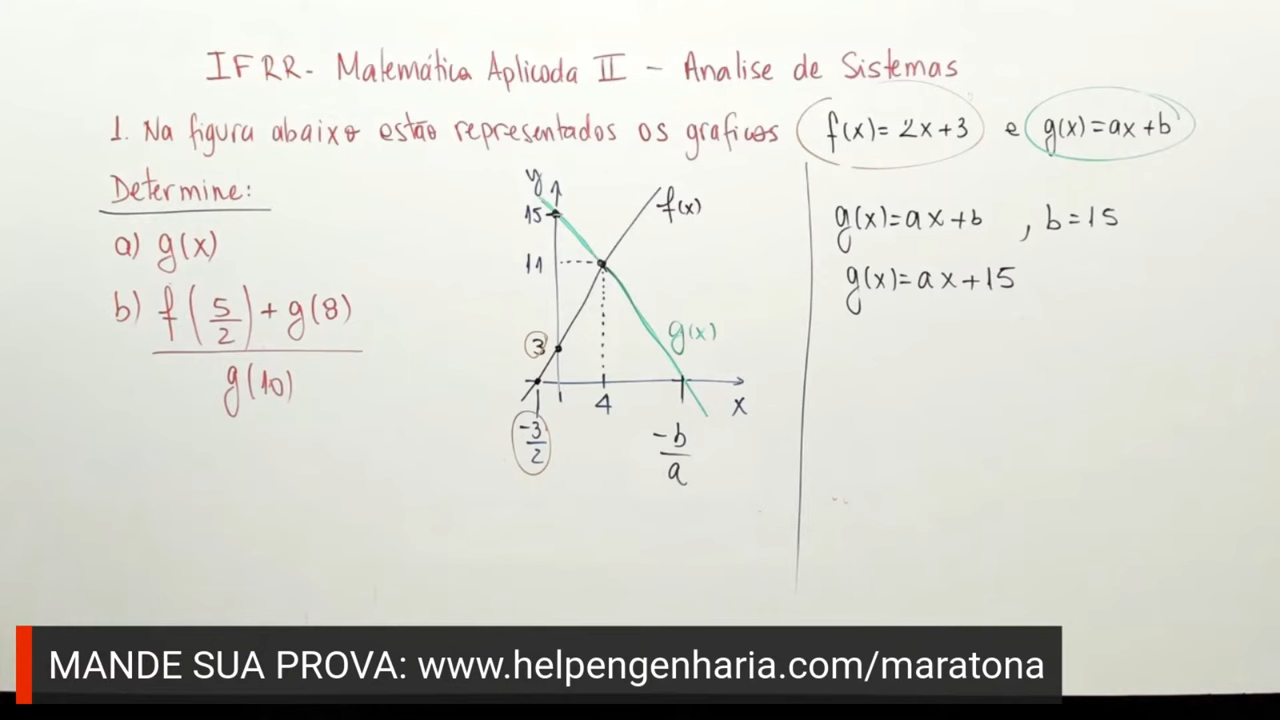 IFRR- Matemática Aplicada II - Analise de Sistemas
1. Na figura abaixo estão representados os graficos f(x)=2x+3 e g(x)=ax+b
Determine:
a) g(x)
b) f(5/2)+g(8)
g(10)
y
15
11
3
f(x)
g(x)
4
x
-3/2
-b/a
g(x)=ax+b , b=15
g(x)=ax+15
MANDE SUA PROVA: www.helpengenharia.com/maratona